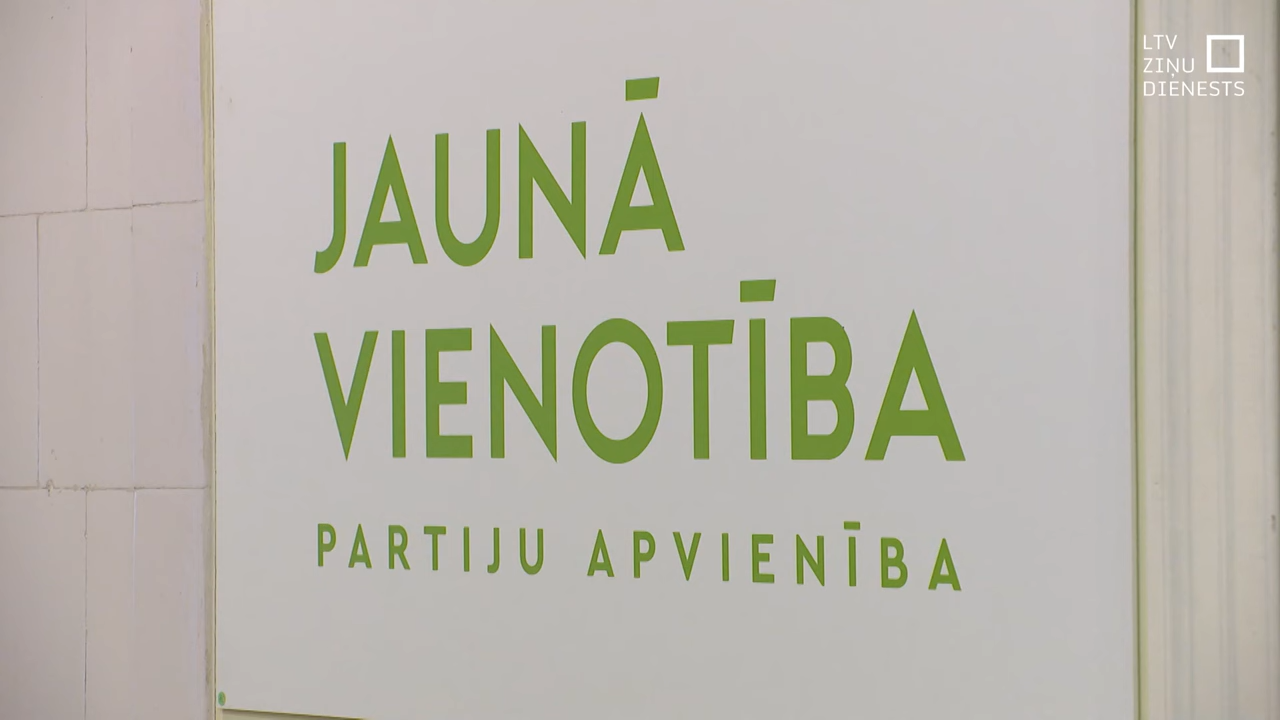 JAUNĀ
VIENOTĪBA
PARTIJU APVIENĪBA
LTV
ZIŅU
DIENESTS